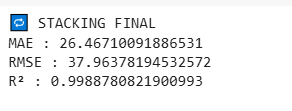 🔁 STACKING FINAL
MAE : 26.46710091886531
RMSE : 37.96378194532572
R² : 0.9988780821900993